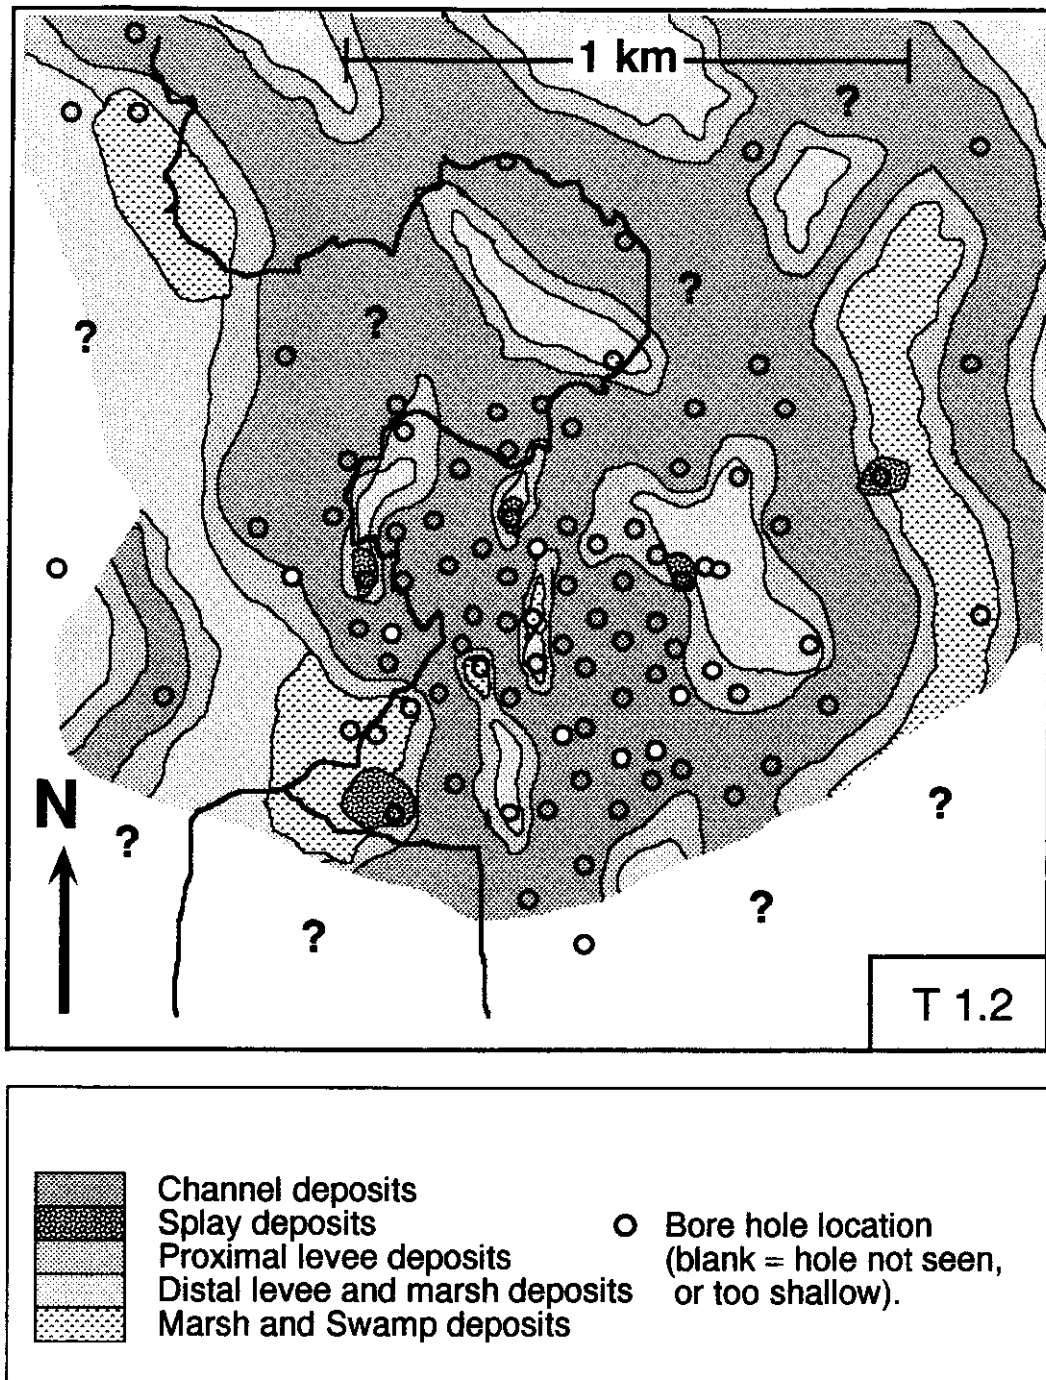 1 km
?
?
?
?
N
?
?
?
?
T 1.2
Channel deposits
Splay deposits
Proximal levee deposits
Distal levee and marsh deposits
Marsh and Swamp deposits
Bore hole location
(blank = hole not seen,
or too shallow).